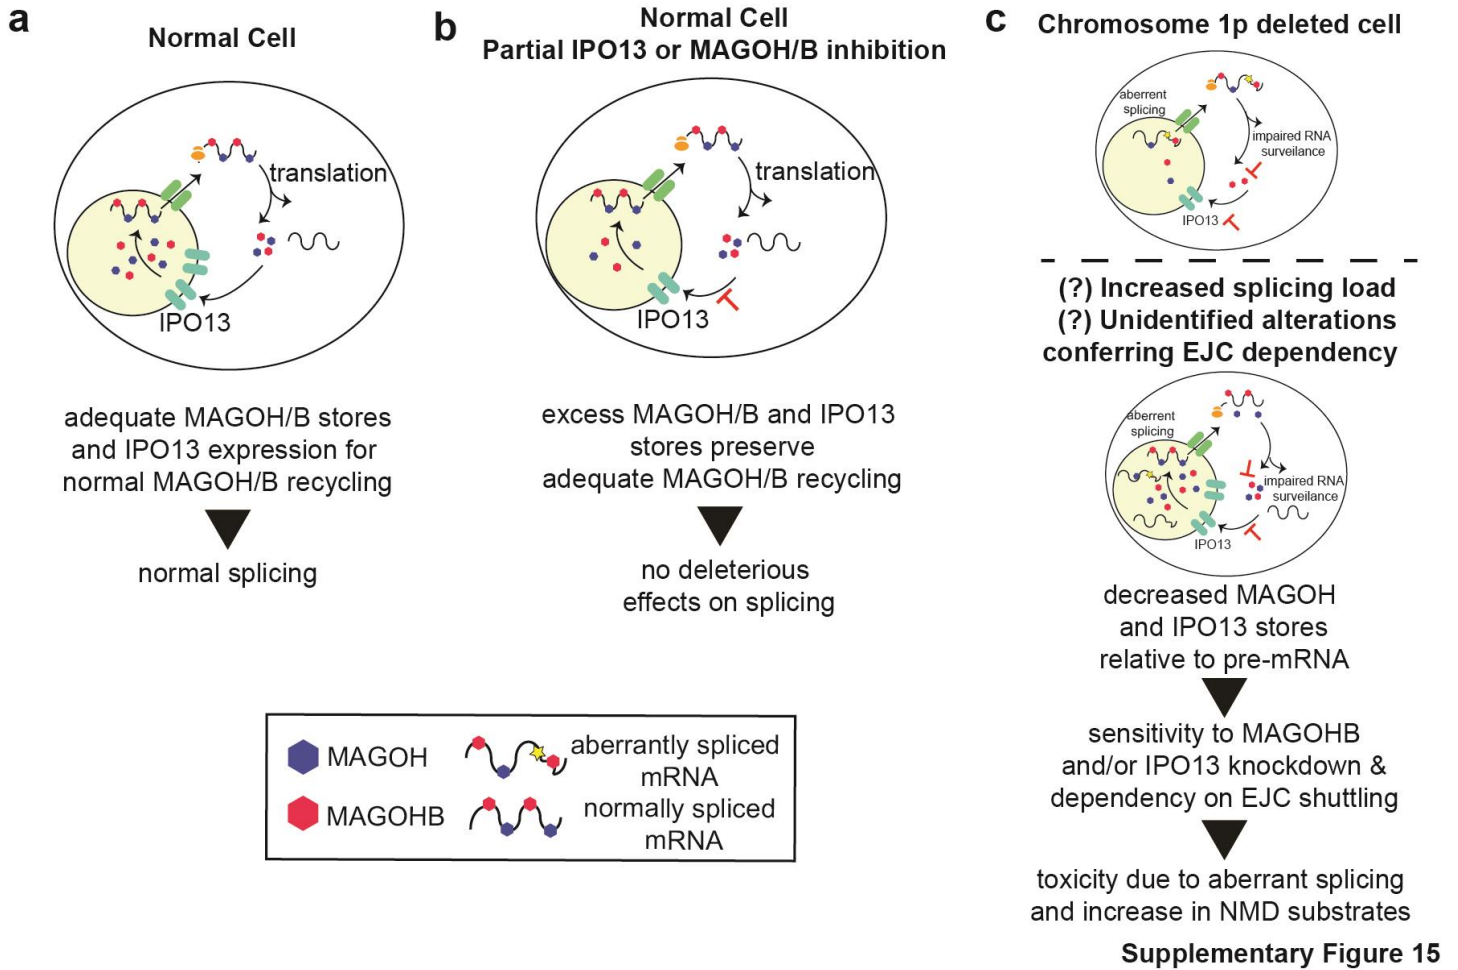 a
Normal Cell
translation
IPO13
adequate MAGOH/B stores
and IPO13 expression for
normal MAGOH/B recycling
normal splicing
b
Normal Cell
Partial IPO13 or MAGOH/B inhibition
translation
IPO13
excess MAGOH/B and IPO13
stores preserve
adequate MAGOH/B recycling
no deleterious
effects on splicing
c
Chromosome 1p deleted cell
aberrent
splicing
impaired RNA
surveilance
IPO13
(?) Increased splicing load
(?) Unidentified alterations
conferring EJC dependency
aberrent
splicing
impaired RNA
surveilance
IPO13
decreased MAGOH
and IPO13 stores
relative to pre-mRNA
sensitivity to MAGOHB
and/or IPO13 knockdown &
dependency on EJC shuttling
toxicity due to aberrant splicing
and increase in NMD substrates
MAGOH
MAGOHB
aberrantly spliced
mRNA
normally spliced
mRNA
Supplementary Figure 15